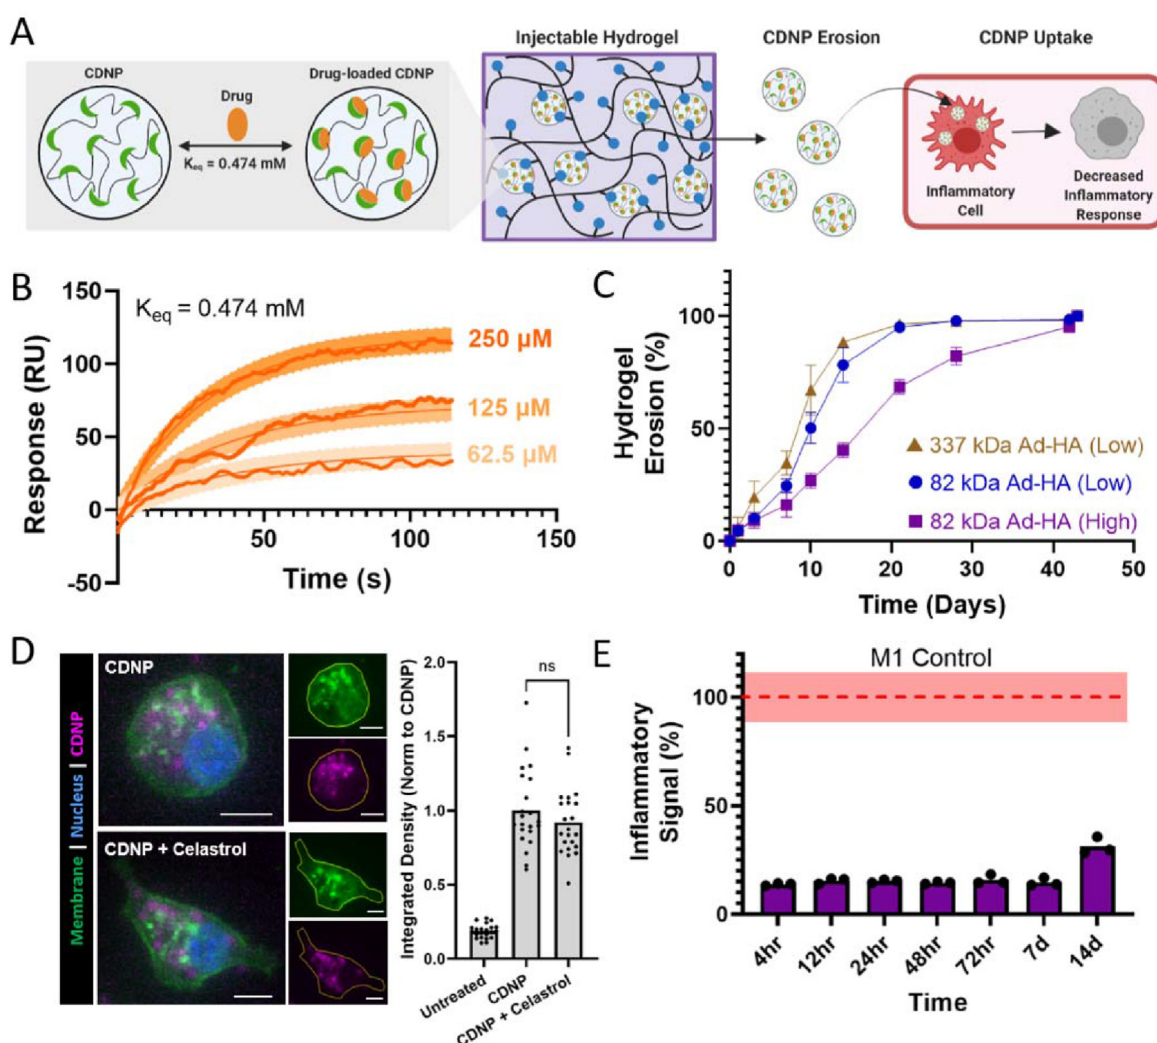 A
CDNP
Drug
K_eq = 0.474 mM
Drug-loaded CDNP
Injectable Hydrogel
CDNP Erosion
CDNP Uptake
Inflammatory
Cell
Decreased
Inflammatory
Response
B
K_eq = 0.474 mM
Response (RU)
150
100
50
0
-50
250 µM
125 µM
62.5 µM
50
100
150
Time (s)
C
Hydrogel
Erosion (%)
100
50
0
337 kDa Ad-HA (Low)
82 kDa Ad-HA (Low)
82 kDa Ad-HA (High)
0
10
20
30
40
50
Time (Days)
D
Membrane | Nucleus | CDNP
CDNP
CDNP + Celastrol
Integrated Density (Norm to CDNP)
2.0
1.5
1.0
0.5
0.0
ns
Untreated
CDNP
CDNP + Celastrol
E
M1 Control
Inflammatory
Signal (%)
100
50
0
4hr
12hr
24hr
48hr
72hr
7d
14d
Time